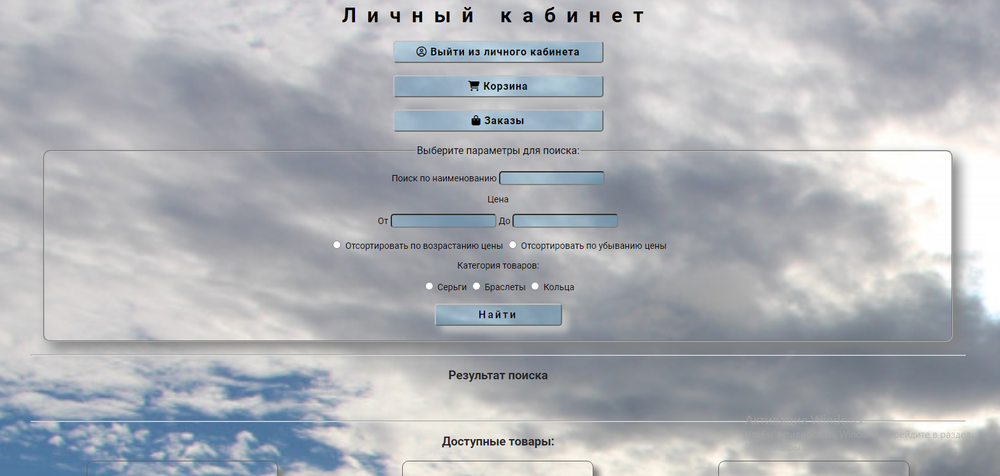 Личный кабинет
Выйти из личного кабинета
Корзина
Заказы
Выберите параметры для поиска:
Поиск по наименованию
Цена
От До
Отсортировать по возрастанию цены Отсортировать по убыванию цены
Категория товаров:
Серьги Браслеты Кольца
Найти
Результат поиска
Активация Windows
Чтобы активировать Windows, перейдите в раздел
Доступные товары: